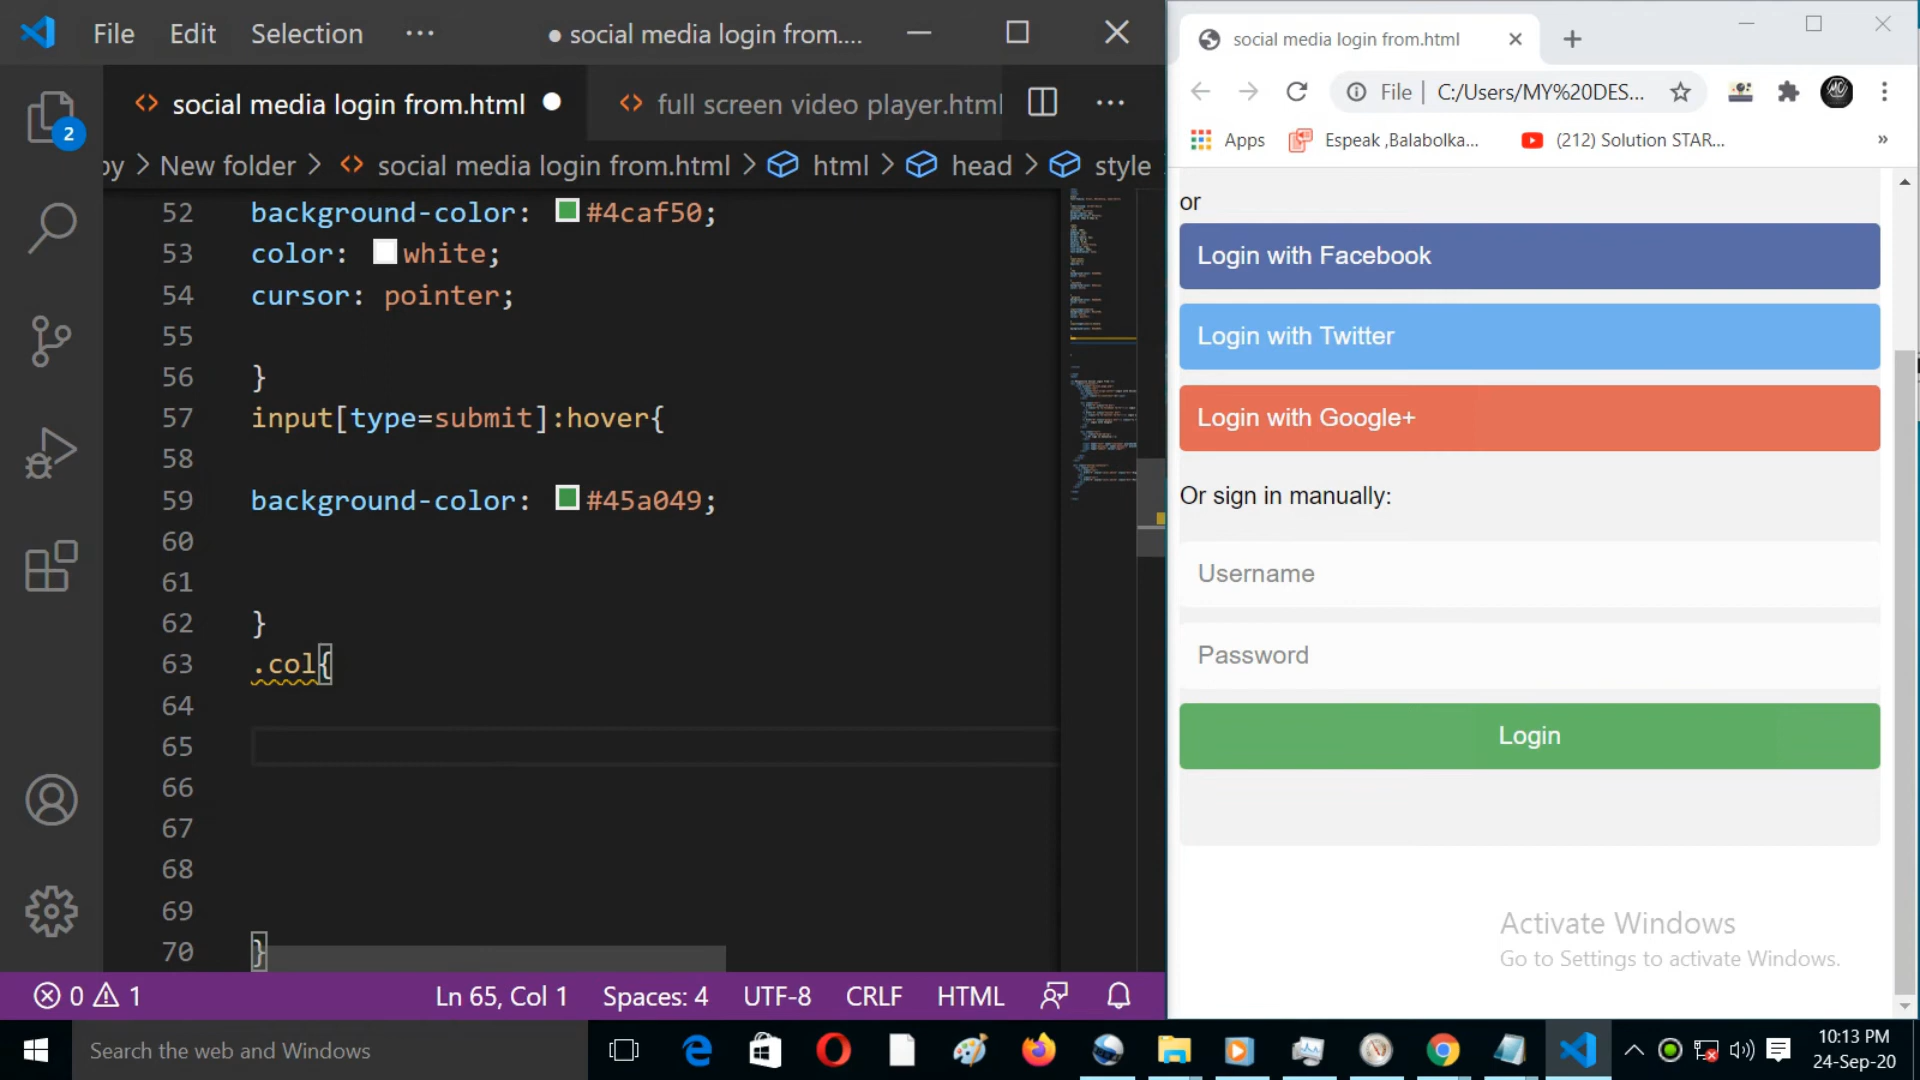 File Edit Selection ··· ● social media login from....
social media login from.html ● full screen video player.html ···
py > New folder > social media login from.html > html > head > style
52 background-color: #4caf50;
53 color: white;
54 cursor: pointer;
55
56 }
57 input[type=submit]:hover{
58
59 background-color: #45a049;
60
61
62 }
63 .col{
64
65
66
67
68
69
70 }
2
0 1 Ln 65, Col 1 Spaces: 4 UTF-8 CRLF HTML
social media login from.html
File | C:/Users/MY%20DES...
Apps Espeak ,Balabolka... (212) Solution STAR... »
or
Login with Facebook
Login with Twitter
Login with Google+
Or sign in manually:
Username
Password
Login
Activate Windows
Go to Settings to activate Windows.
Search the web and Windows
10:13 PM
24-Sep-20